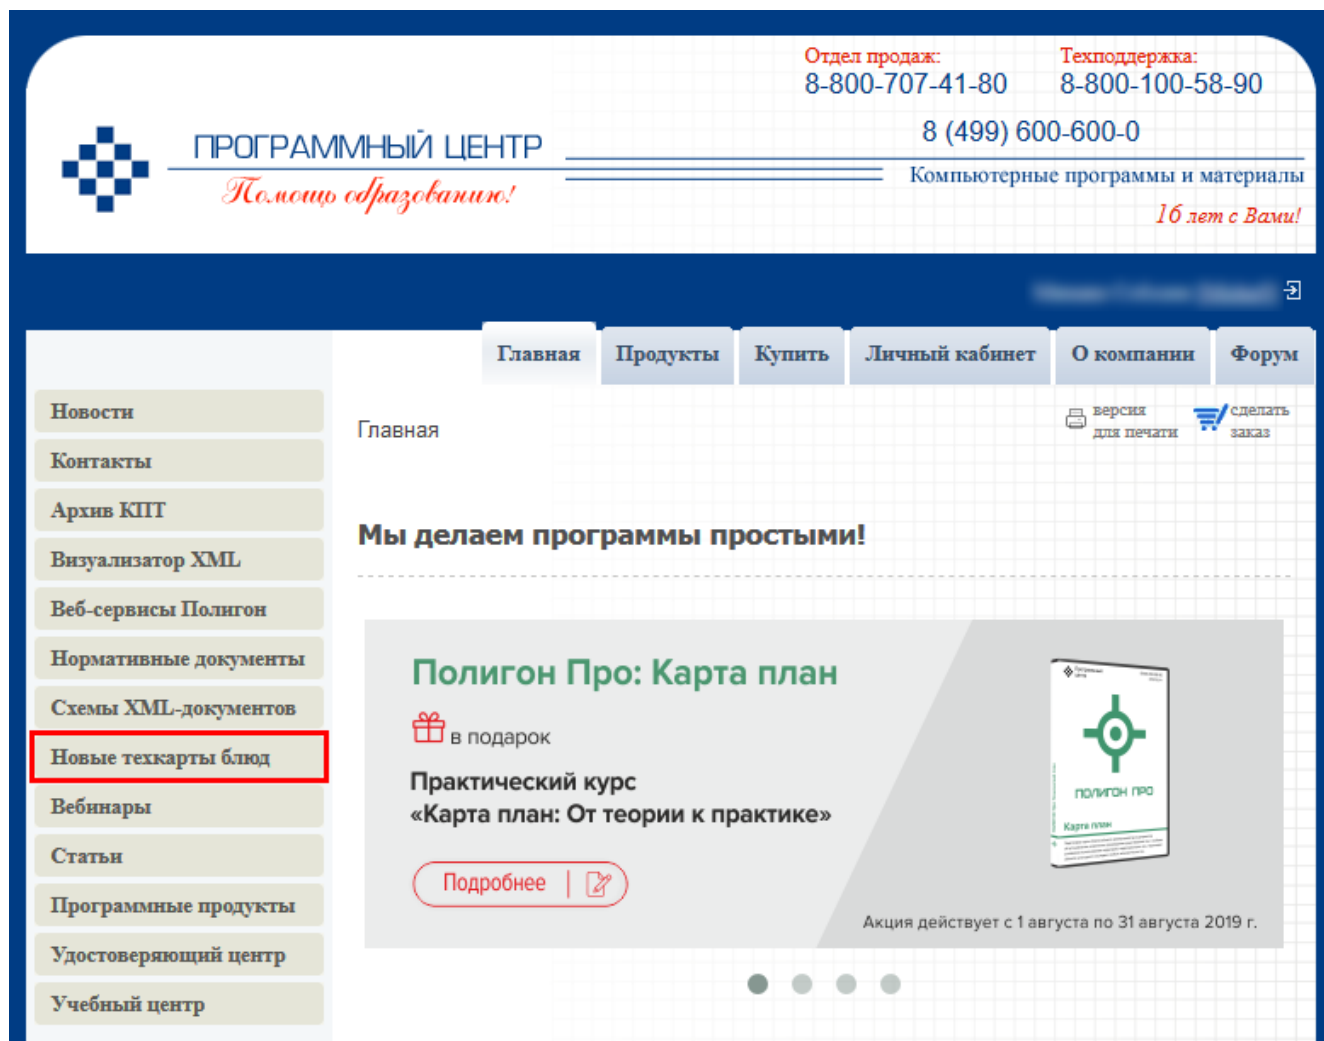 Отдел продаж:
8-800-707-41-80
Техподдержка:
8-800-100-58-90
8 (499) 600-600-0
ПРОГРАММНЫЙ ЦЕНТР
Помощь образованию!
Компьютерные программы и материалы
16 лет с Вами!
Главная
Продукты
Купить
Личный кабинет
О компании
Форум
Новости
Контакты
Архив КПТ
Визуализатор XML
Веб-сервисы Полигон
Нормативные документы
Схемы XML-документов
Новые техкарты блюд
Вебинары
Статьи
Программные продукты
Удостоверяющий центр
Учебный центр
Главная
версия
для печати
сделать
заказ
Мы делаем программы простыми!
Полигон Про: Карта план
в подарок
Практический курс
«Карта план: От теории к практике»
Подробнее
ПОЛИГОН ПРО
Карта план
Акция действует с 1 августа по 31 августа 2019 г.